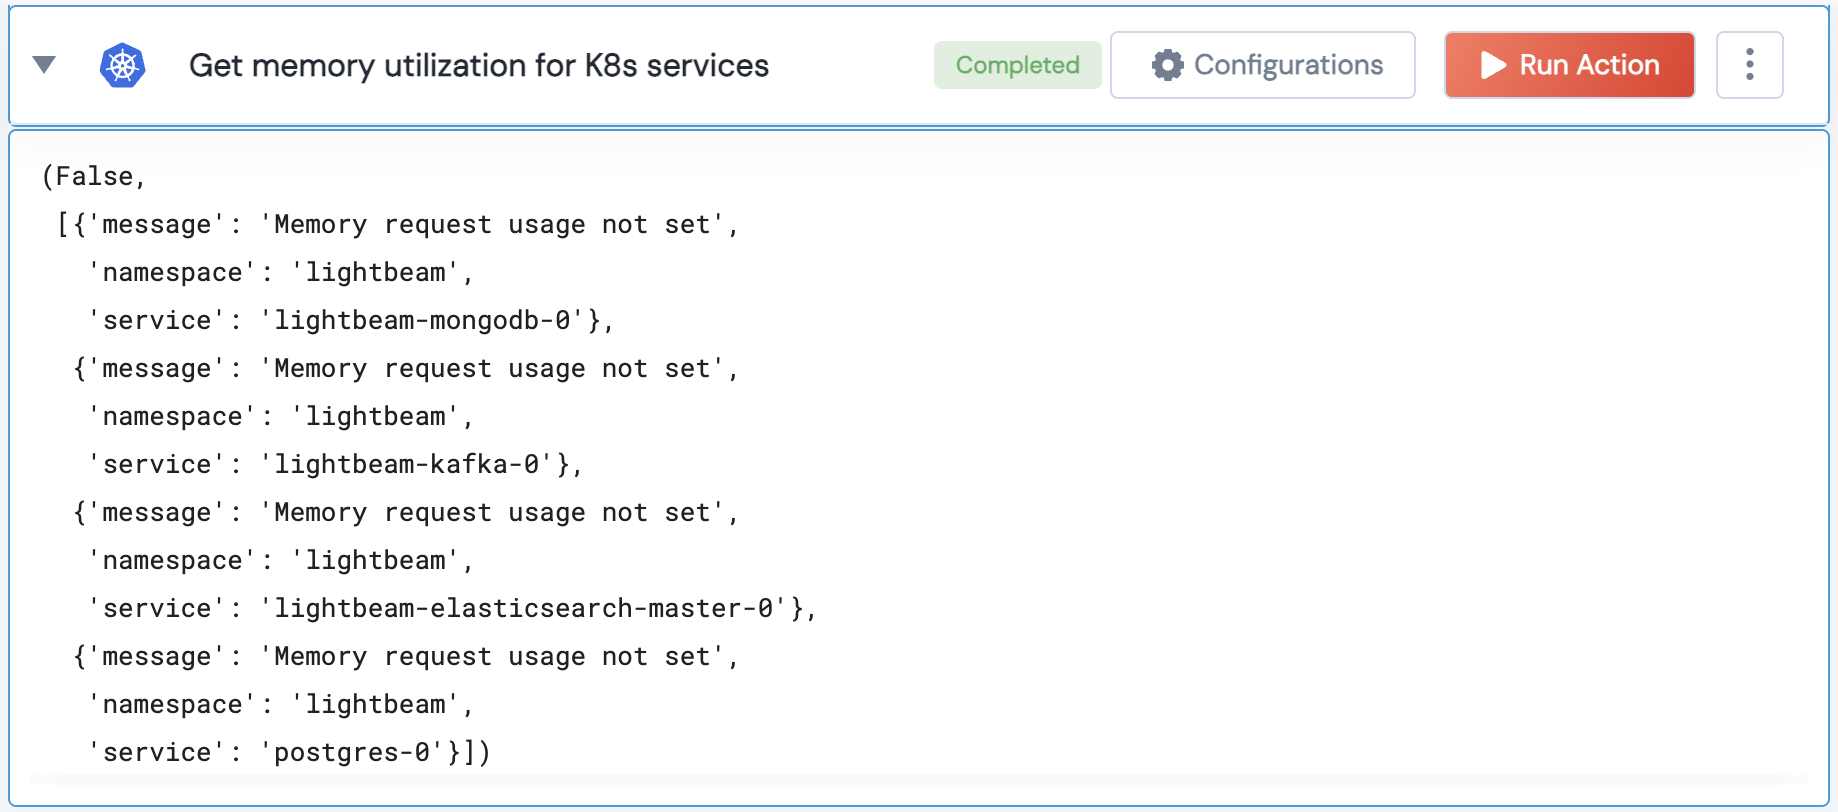 Get memory utilization for K8s services
Completed
Configurations
Run Action
(False,
 [{'message': 'Memory request usage not set',
   'namespace': 'lightbeam',
   'service': 'lightbeam-mongodb-0'},
  {'message': 'Memory request usage not set',
   'namespace': 'lightbeam',
   'service': 'lightbeam-kafka-0'},
  {'message': 'Memory request usage not set',
   'namespace': 'lightbeam',
   'service': 'lightbeam-elasticsearch-master-0'},
  {'message': 'Memory request usage not set',
   'namespace': 'lightbeam',
   'service': 'postgres-0'}])